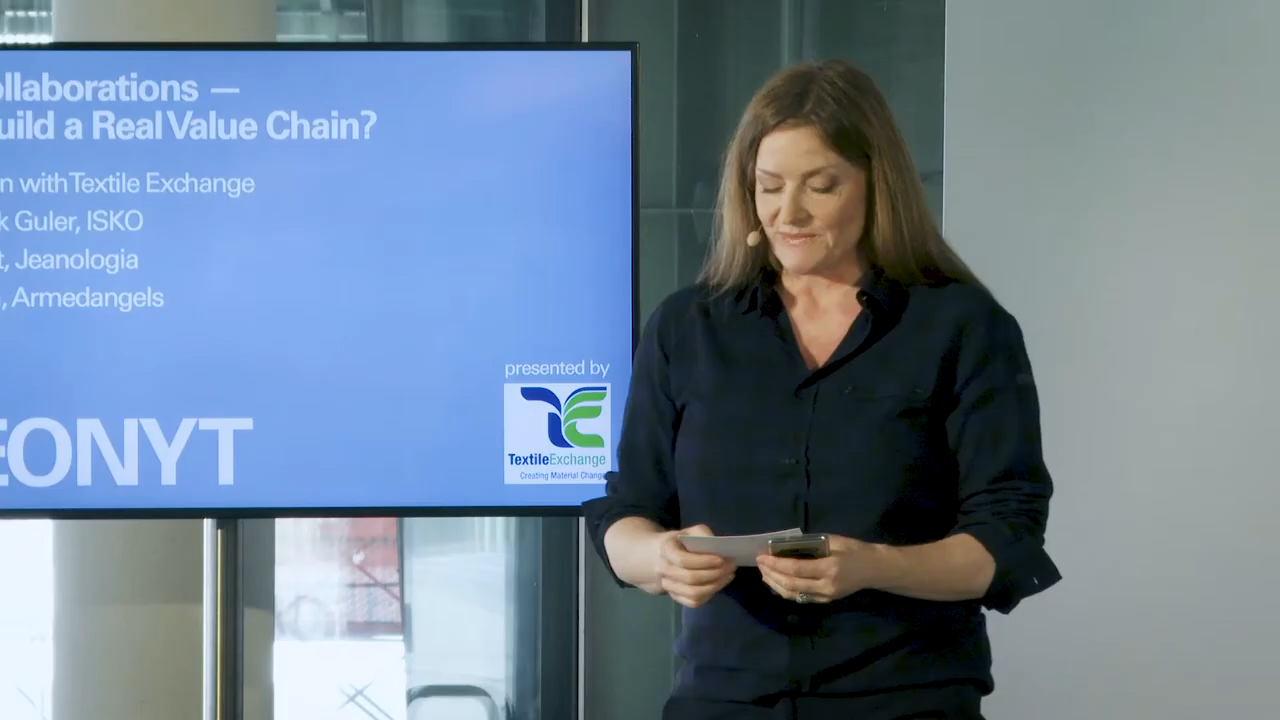 ollaborations —
uild a Real Value Chain?
n with Textile Exchange
k Guler, ISKO
t, Jeanologia
, Armedangels
presented by
TextileExchange
Creating Material Change
EONYT